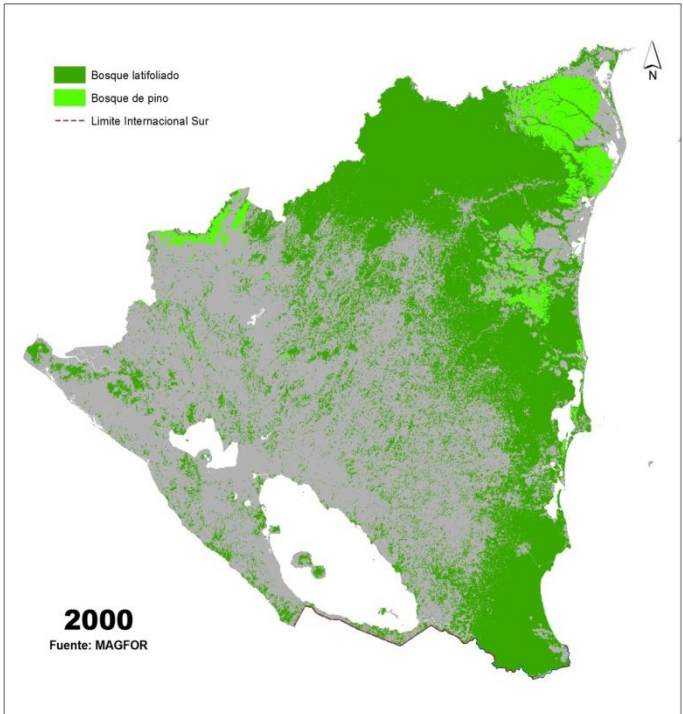 Bosque latifoliado
Bosque de pino
Limite Internacional Sur
N
2000
Fuente: MAGFOR